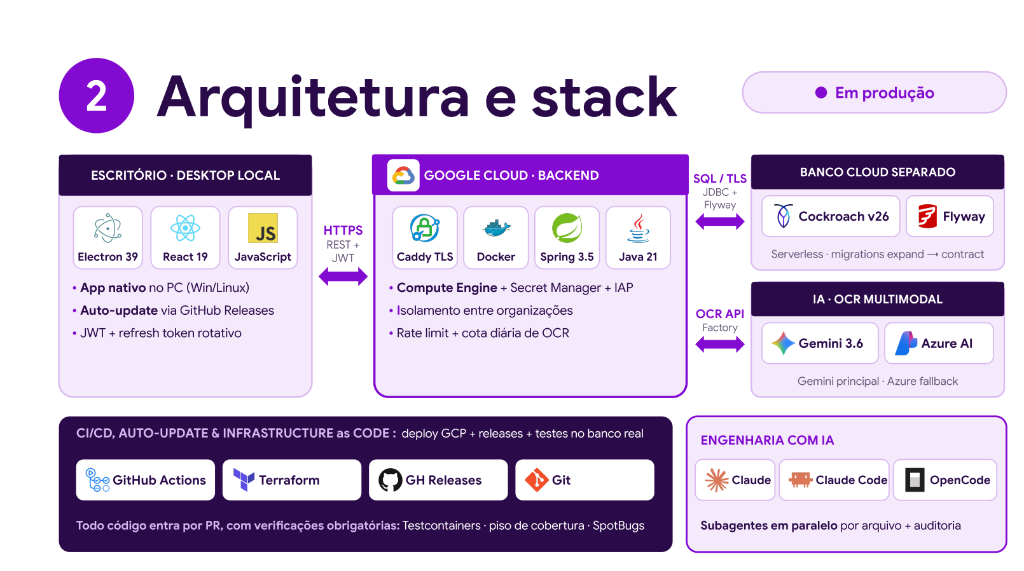 2
Arquitetura e stack
Em produção
ESCRITÓRIO · DESKTOP LOCAL
Electron 39
React 19
JS
JavaScript
• App nativo no PC (Win/Linux)
• Auto-update via GitHub Releases
• JWT + refresh token rotativo
HTTPS
REST +
JWT
GOOGLE CLOUD · BACKEND
Caddy TLS
Docker
Spring 3.5
Java 21
• Compute Engine + Secret Manager + IAP
• Isolamento entre organizações
• Rate limit + cota diária de OCR
SQL / TLS
JDBC +
Flyway
BANCO CLOUD SEPARADO
Cockroach v26
Flyway
Serverless · migrations expand → contract
OCR API
Factory
IA · OCR MULTIMODAL
Gemini 3.6
Azure AI
Gemini principal · Azure fallback
CI/CD, AUTO-UPDATE & INFRASTRUCTURE as CODE : deploy GCP + releases + testes no banco real
GitHub Actions
Terraform
GH Releases
Git
Todo código entra por PR, com verificações obrigatórias: Testcontainers · piso de cobertura · SpotBugs
ENGENHARIA COM IA
Claude
Claude Code
OpenCode
Subagentes em paralelo por arquivo + auditoria